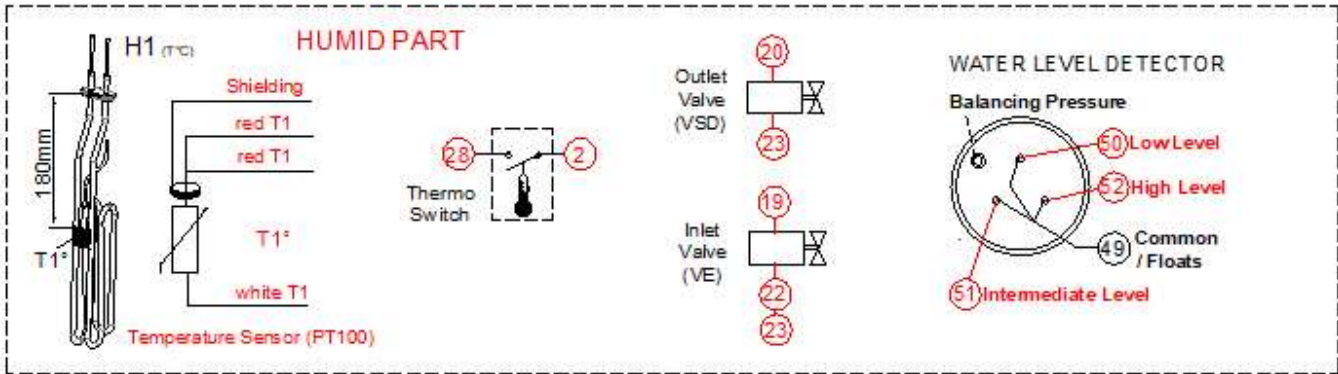 H1 (T°C)
HUMID PART
180mm
T1°
Shielding
red T1
red T1
T1°
white T1
Temperature Sensor (PT100)
28
2
Thermo
Switch
20
Outlet
Valve
(VSD)
23
19
Inlet
Valve
(VE)
22
23
WATER LEVEL DETECTOR
Balancing Pressure
50 Low Level
52 High Level
49 Common
/ Floats
51 Intermediate Level